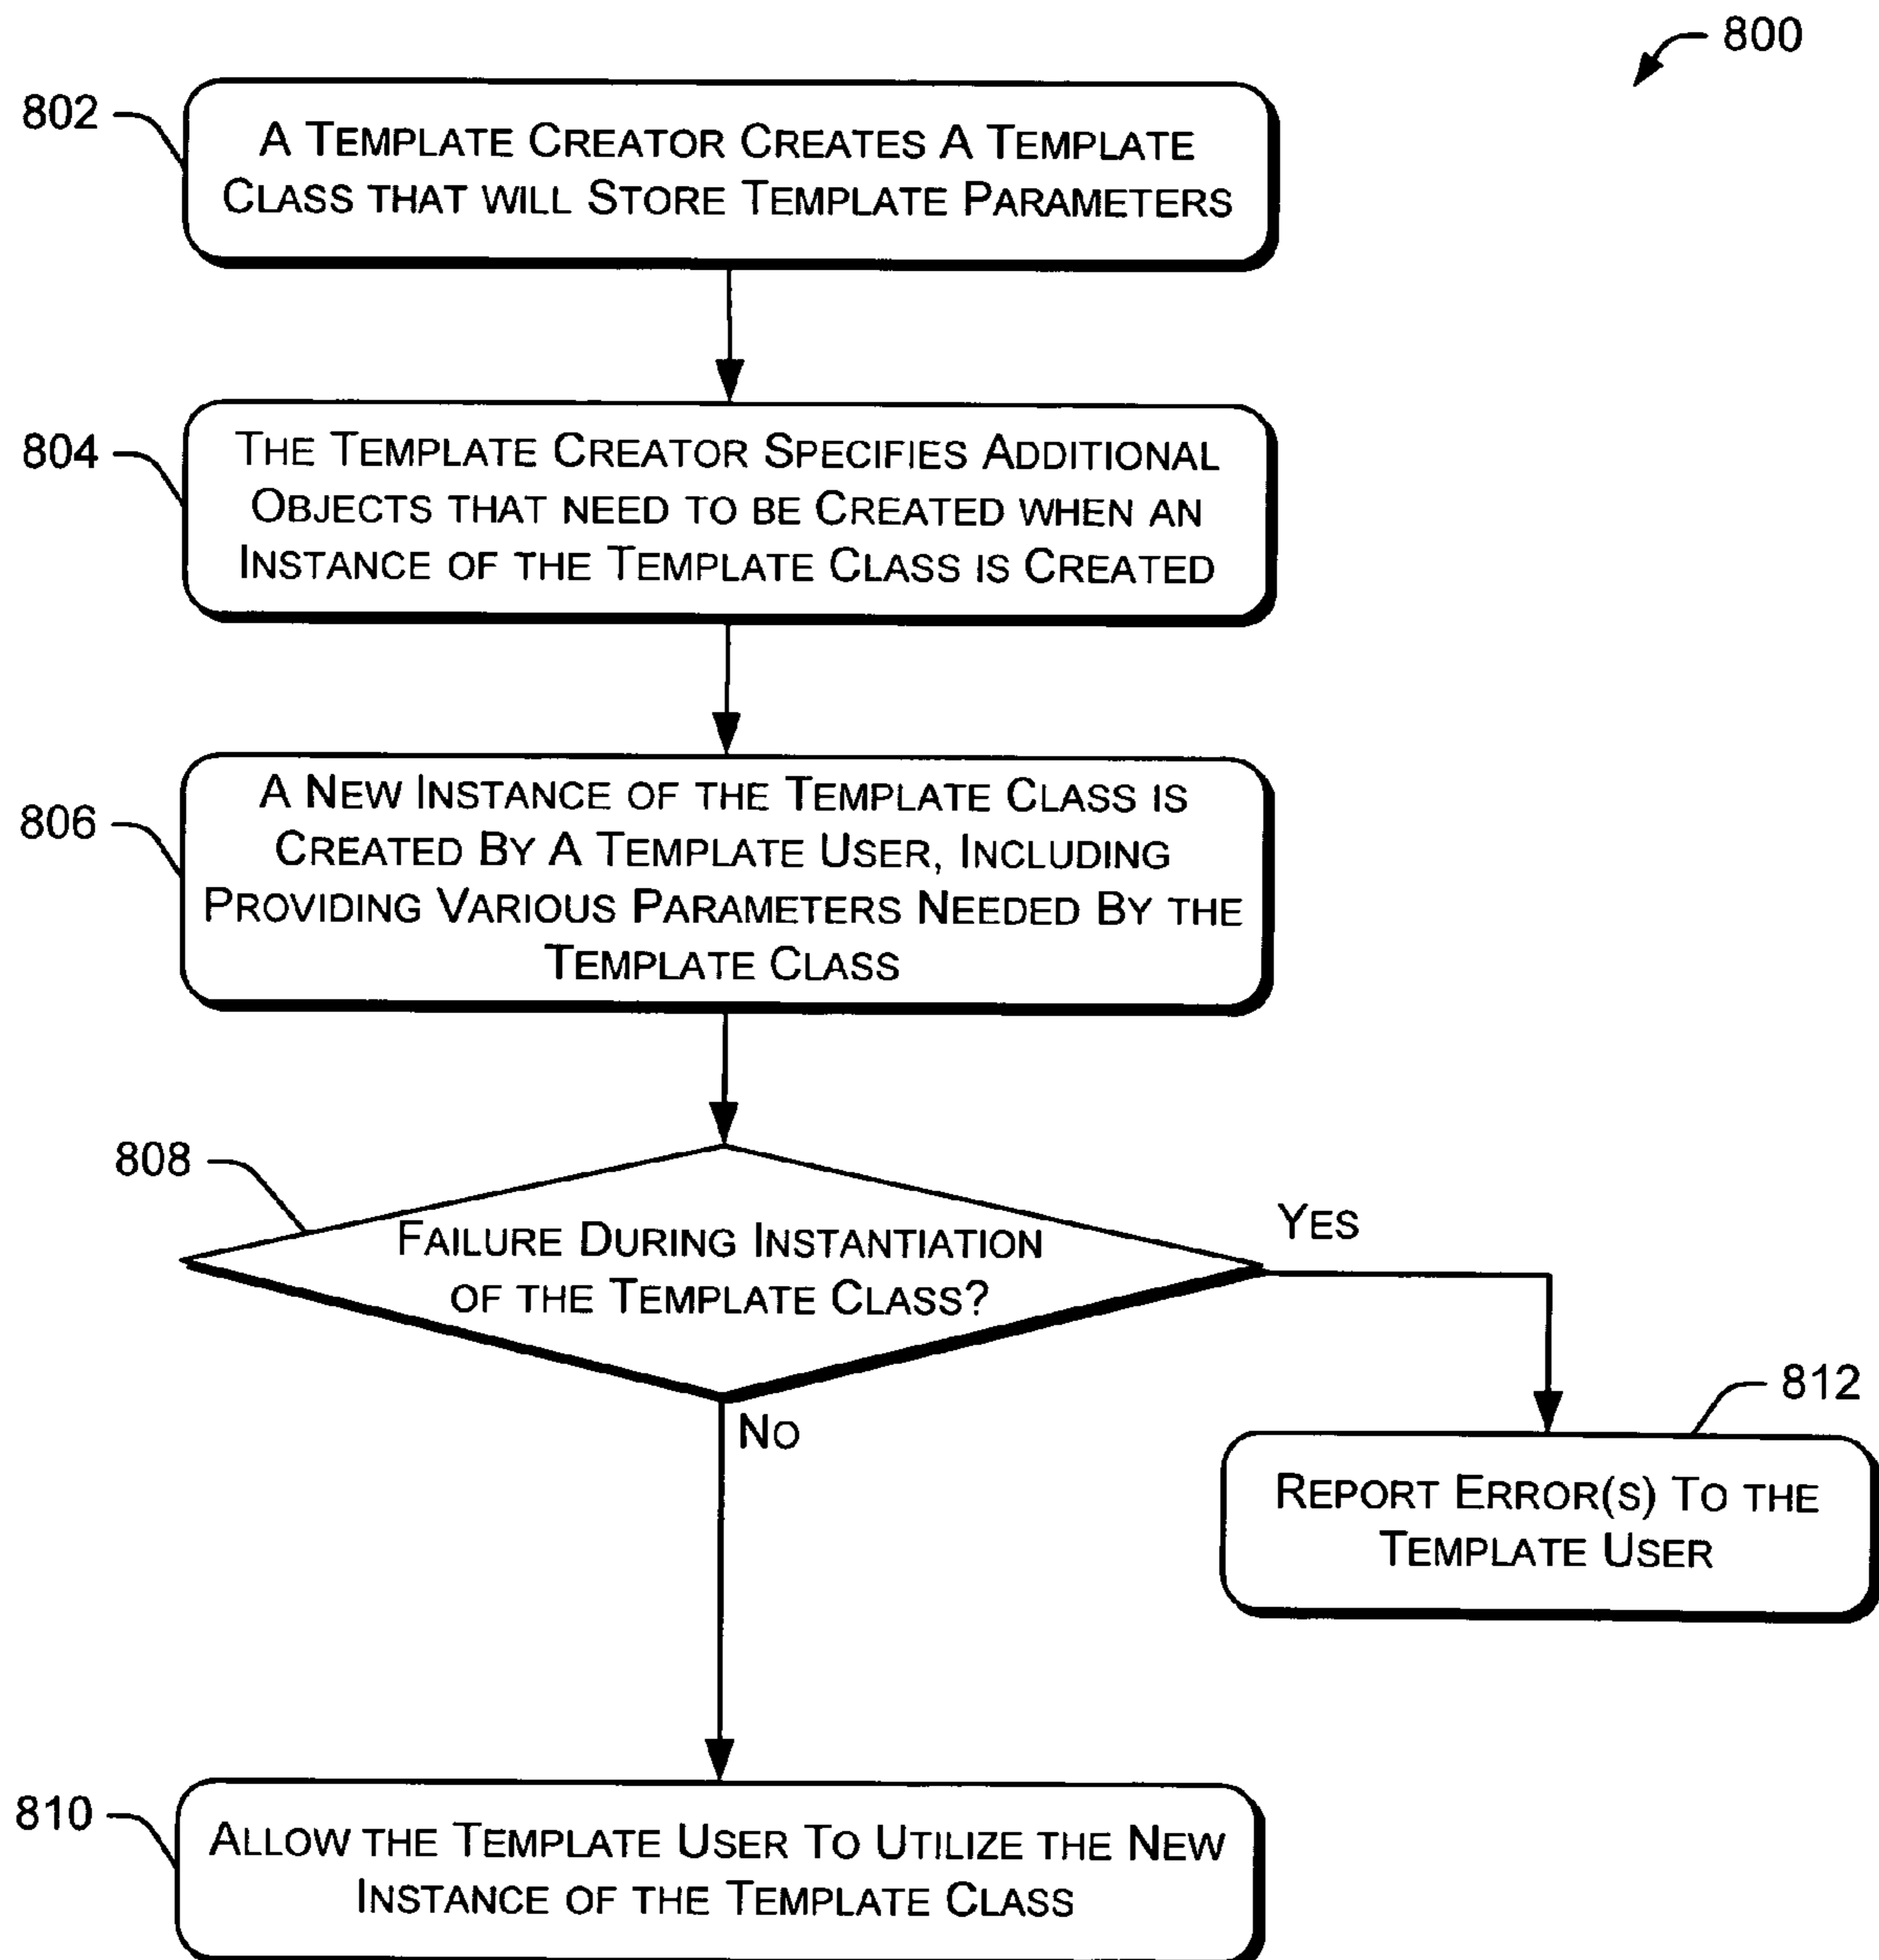 800
802
A TEMPLATE CREATOR CREATES A TEMPLATE
CLASS THAT WILL STORE TEMPLATE PARAMETERS
804
THE TEMPLATE CREATOR SPECIFIES ADDITIONAL
OBJECTS THAT NEED TO BE CREATED WHEN AN
INSTANCE OF THE TEMPLATE CLASS IS CREATED
806
A NEW INSTANCE OF THE TEMPLATE CLASS IS
CREATED BY A TEMPLATE USER, INCLUDING
PROVIDING VARIOUS PARAMETERS NEEDED BY THE
TEMPLATE CLASS
808
FAILURE DURING INSTANTIATION
OF THE TEMPLATE CLASS?
YES
NO
812
REPORT ERROR(S) TO THE
TEMPLATE USER
810
ALLOW THE TEMPLATE USER TO UTILIZE THE NEW
INSTANCE OF THE TEMPLATE CLASS